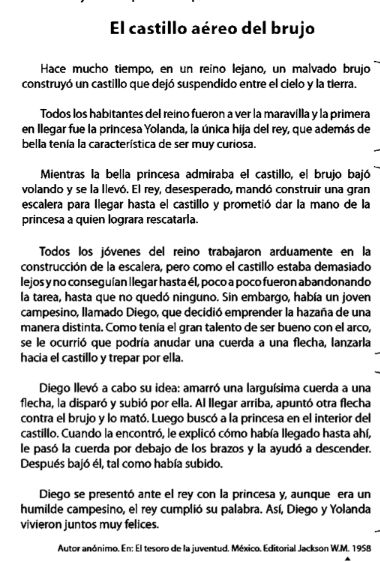 El castillo aéreo del brujo
Hace mucho tiempo, en un reino lejano, un malvado brujo
construyó un castillo que dejó suspendido entre el cielo y la tierra.
Todos los habitantes del reino fueron a ver la maravilla y la primera
en llegar fue la princesa Yolanda, la única hija del rey, que además de
bella tenía la característica de ser muy curiosa.
Mientras la bella princesa admiraba el castillo, el brujo bajó
volando y se la llevó. El rey, desesperado, mandó construir una gran
escalera para llegar hasta el castillo y prometió dar la mano de la
princesa a quien lograra rescatarla.
Todos los jóvenes del reino trabajaron arduamente en la
construcción de la escalera, pero como el castillo estaba demasiado
lejos y no conseguían llegar hasta él, poco a poco fueron abandonando
la tarea, hasta que no quedó ninguno. Sin embargo, había un joven
campesino, llamado Diego, que decidió emprender la hazaña de una
manera distinta. Como tenía el gran talento de ser bueno con el arco,
se le ocurrió que podría anudar una cuerda a una flecha, lanzarla
hacia el castillo y trepar por ella.
Diego llevó a cabo su idea: amarró una larguísima cuerda a una
flecha, la disparó y subió por ella. Al llegar arriba, apuntó otra flecha
contra el brujo y lo mató. Luego buscó a la princesa en el interior del
castillo. Cuando la encontró, le explicó cómo había llegado hasta ahí,
le pasó la cuerda por debajo de los brazos y la ayudó a descender.
Después bajó él, tal como había subido.
Diego se presentó ante el rey con la princesa y, aunque era un
humilde campesino, el rey cumplió su palabra. Así, Diego y Yolanda
vivieron juntos muy felices.
Autor anónimo. En: El tesoro de la juventud. México. Editorial Jackson W.M. 1958